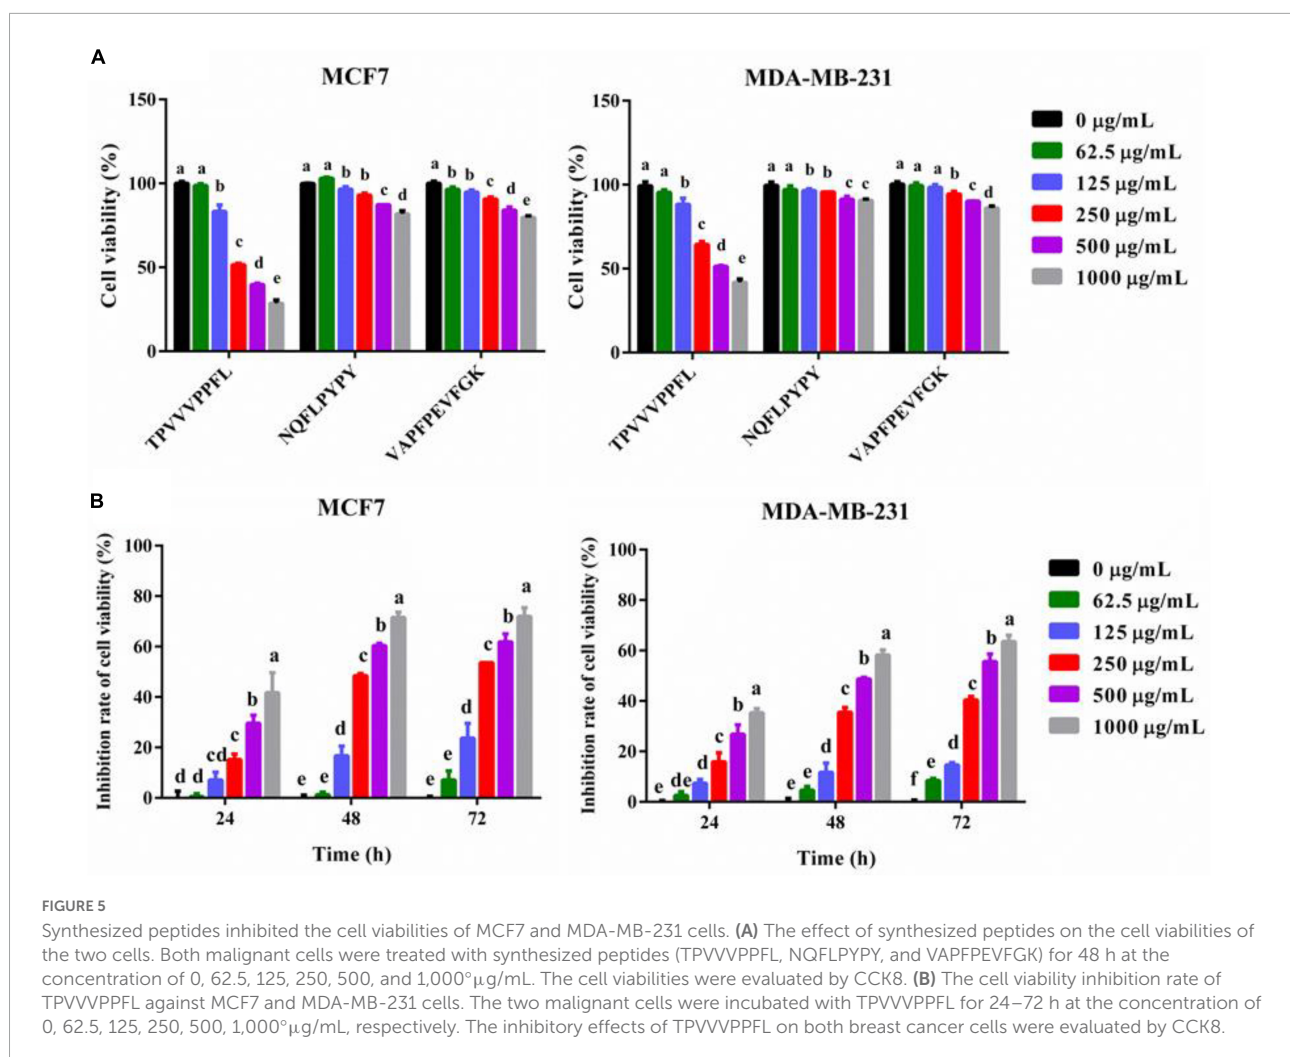 A
MCF7
MDA-MB-231
Cell viability (%)
150
100
50
0
a a b c d e
a a b b c d
a b b c d e
TPVVVPPFL
NQFLPYPY
VAPFPEVFGK
Cell viability (%)
150
100
50
0
a a b c d e
a a b b c c
a a a b c d
TPVVVPPFL
NQFLPYPY
VAPFPEVFGK
0 μg/mL
62.5 μg/mL
125 μg/mL
250 μg/mL
500 μg/mL
1000 μg/mL
B
MCF7
MDA-MB-231
Inhibition rate of cell viability (%)
100
80
60
40
20
0
d d cd c b a
e e d c b a
e e d c b a
24
48
72
Time (h)
Inhibition rate of cell viability (%)
100
80
60
40
20
0
e de d c b a
e e d c b a
f e d c b a
24
48
72
Time (h)
0 μg/mL
62.5 μg/mL
125 μg/mL
250 μg/mL
500 μg/mL
1000 μg/mL
FIGURE 5
Synthesized peptides inhibited the cell viabilities of MCF7 and MDA-MB-231 cells. (A) The effect of synthesized peptides on the cell viabilities of
the two cells. Both malignant cells were treated with synthesized peptides (TPVVVPPFL, NQFLPYPY, and VAPFPEVFGK) for 48 h at the
concentration of 0, 62.5, 125, 250, 500, and 1,000°μg/mL. The cell viabilities were evaluated by CCK8. (B) The cell viability inhibition rate of
TPVVVPPFL against MCF7 and MDA-MB-231 cells. The two malignant cells were incubated with TPVVVPPFL for 24–72 h at the concentration of
0, 62.5, 125, 250, 500, 1,000°μg/mL, respectively. The inhibitory effects of TPVVVPPFL on both breast cancer cells were evaluated by CCK8.